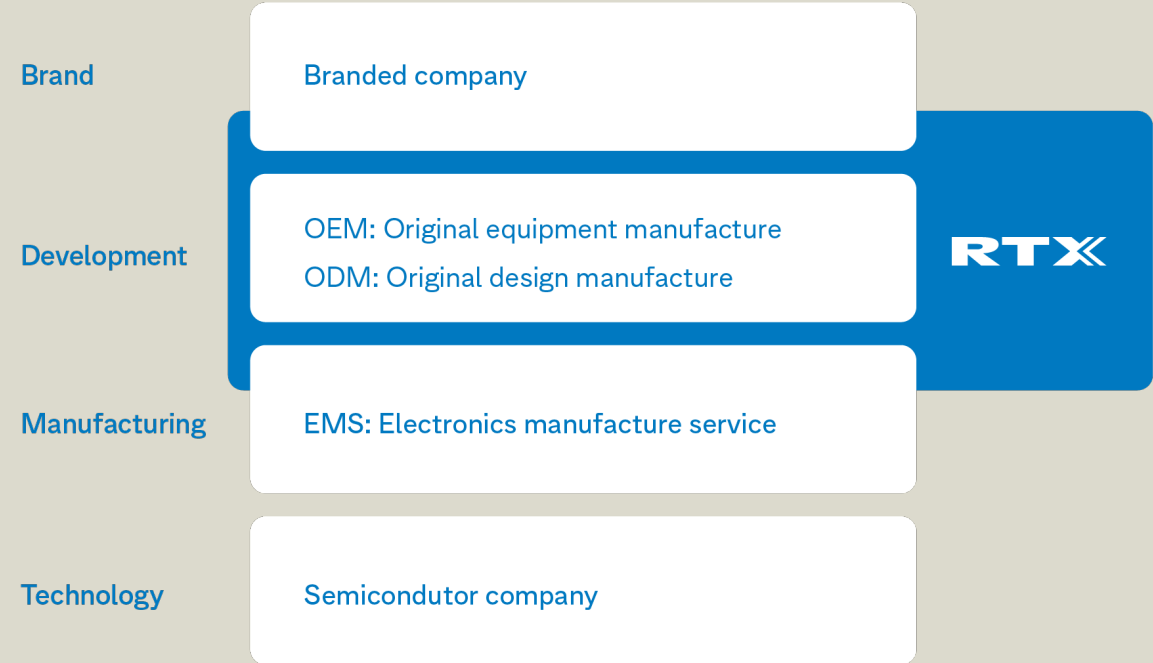 Brand
Branded company
Development
OEM: Original equipment manufacture
ODM: Original design manufacture
RTX
Manufacturing
EMS: Electronics manufacture service
Technology
Semicondutor company